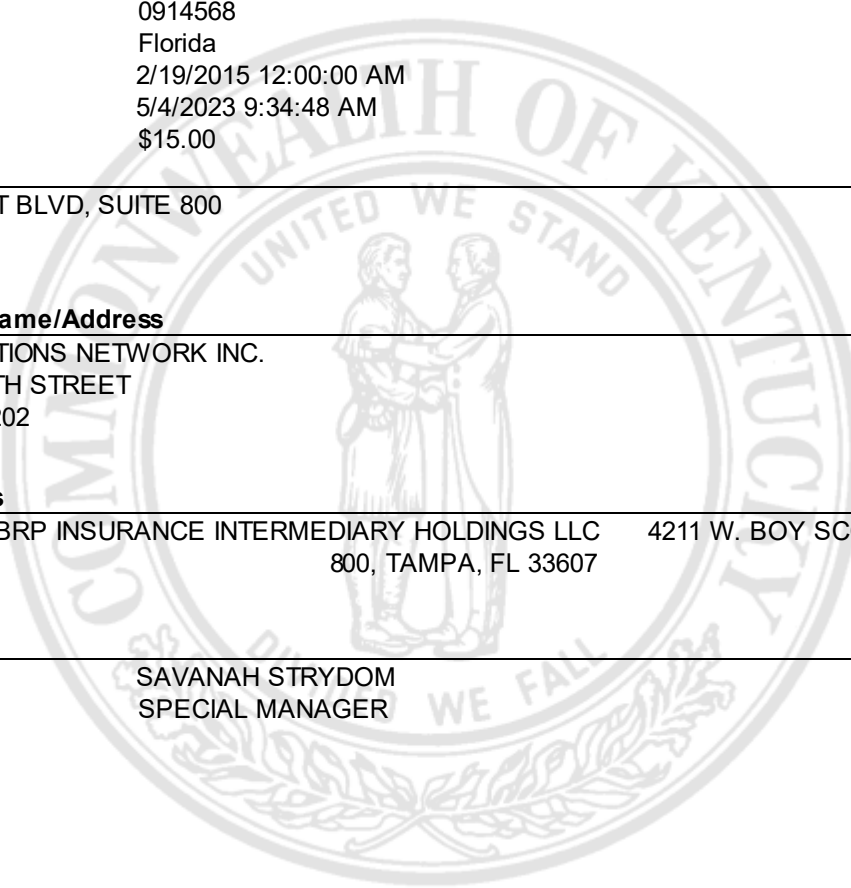 0914568
Florida
2/19/2015 12:00:00 AM
5/4/2023 9:34:48 AM
$15.00
T BLVD, SUITE 800
ame/Address
TIONS NETWORK INC.
TH STREET
202
s
BRP INSURANCE INTERMEDIARY HOLDINGS LLC 4211 W. BOY SC
800, TAMPA, FL 33607
SAVANAH STRYDOM
SPECIAL MANAGER
COMMONWEALTH OF KENTUCKY
UNITED WE STAND
DIVIDED WE FALL